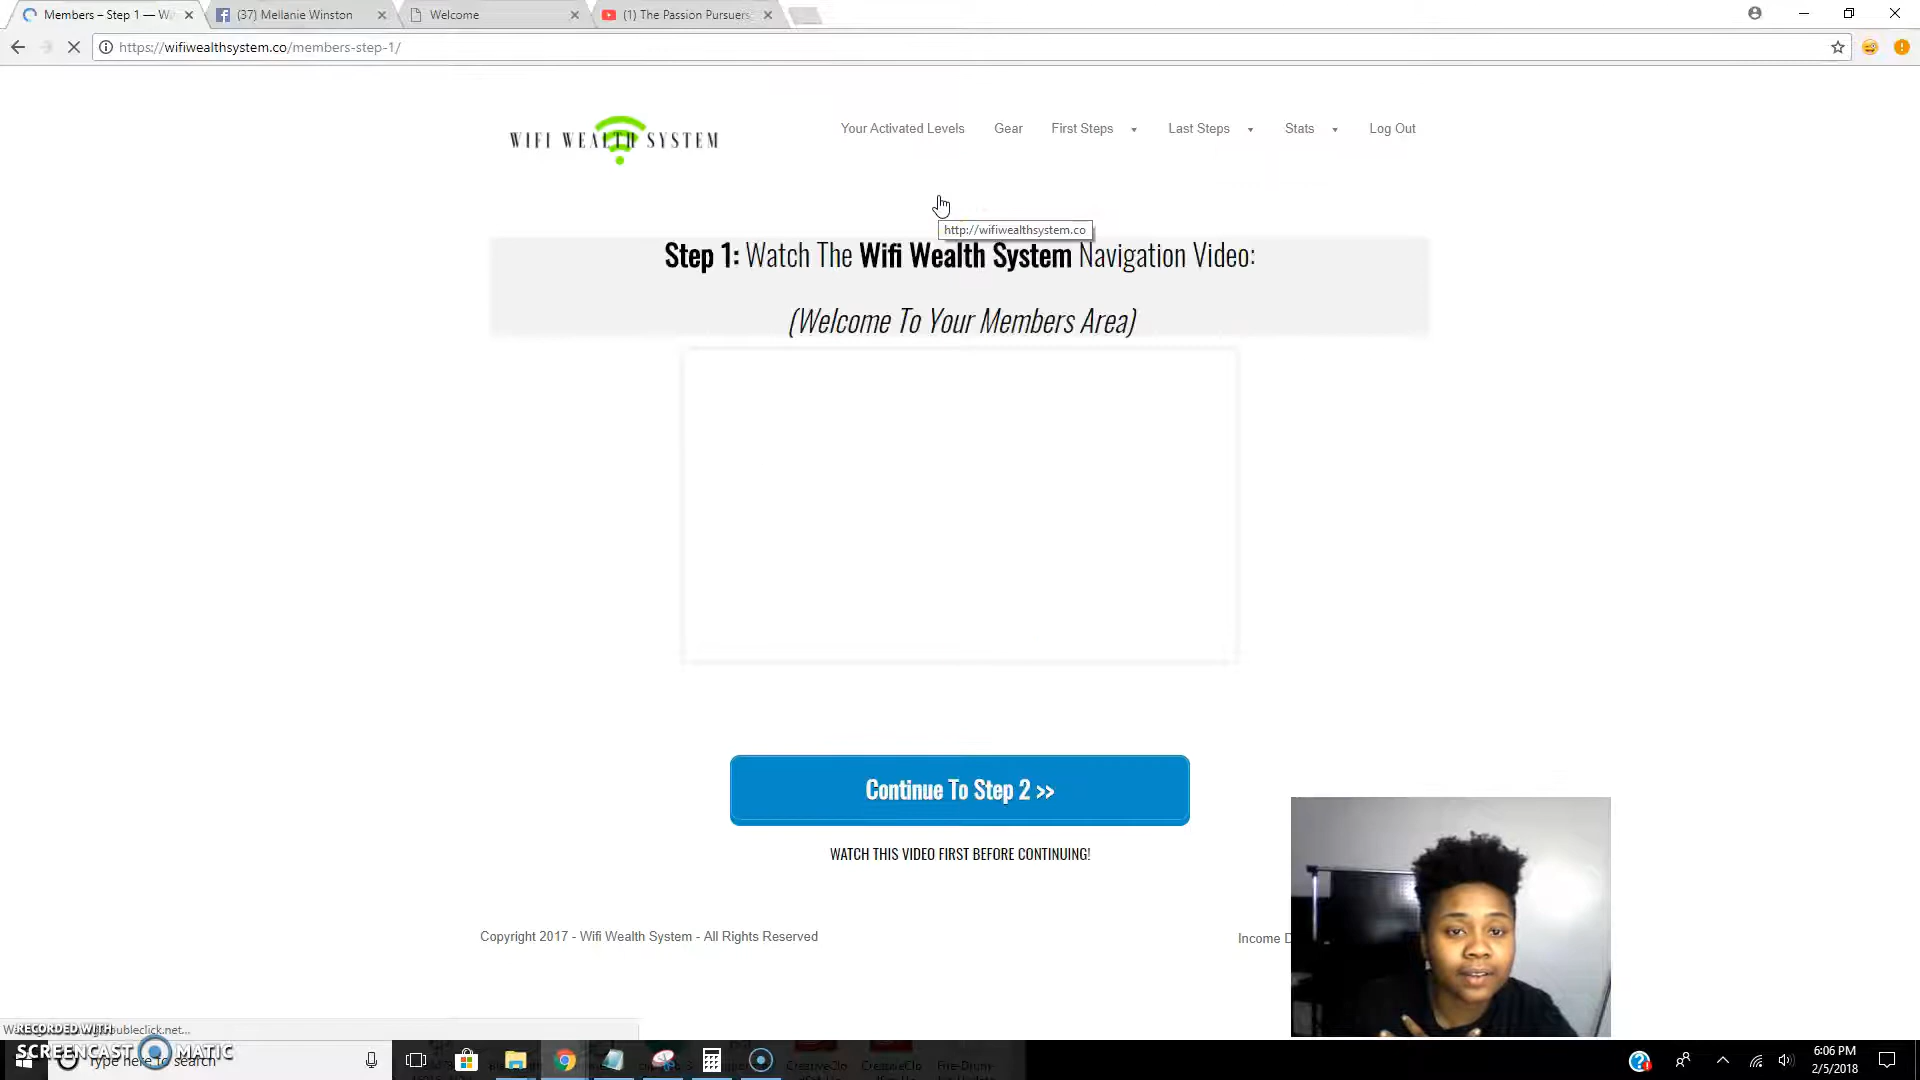 Members – Step 1 — W
(37) Mellanie Winston
Welcome
(1) The Passion Pursuers
https://wifiwealthsystem.co/members-step-1/
WIFI WEALTH SYSTEM
Your Activated Levels
Gear
First Steps
Last Steps
Stats
Log Out
http://wifiwealthsystem.co
Step 1: Watch The Wifi Wealth System Navigation Video:
(Welcome To Your Members Area)
Continue To Step 2 >>
WATCH THIS VIDEO FIRST BEFORE CONTINUING!
Copyright 2017 - Wifi Wealth System - All Rights Reserved
Income D
RECORDED WITH
SCREENCAST MATIC
Type here to search
6:06 PM
2/5/2018